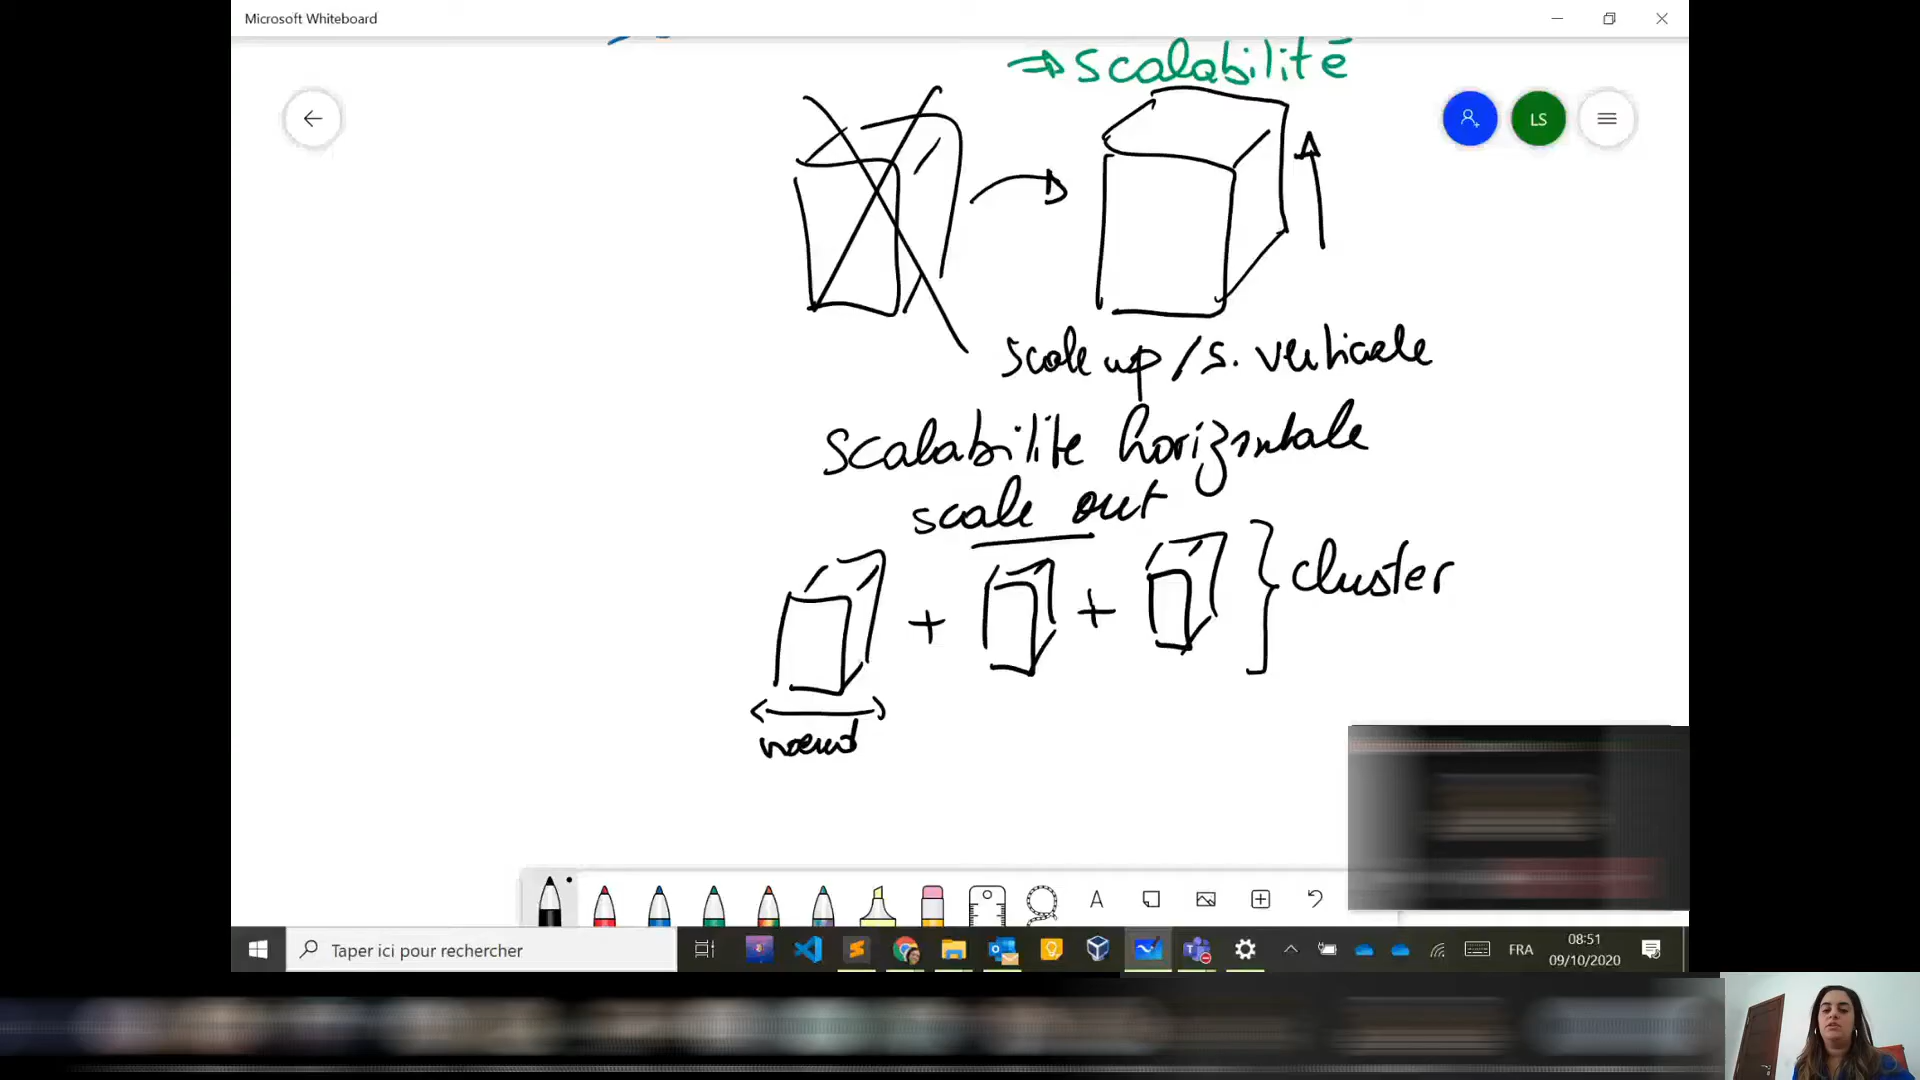 Microsoft Whiteboard
⇒ scalabilité
LS
scale up / s. verticale
scalabilite horizontale
scale out
+ + } cluster
noeud
A
Taper ici pour rechercher
FRA
08:51
09/10/2020